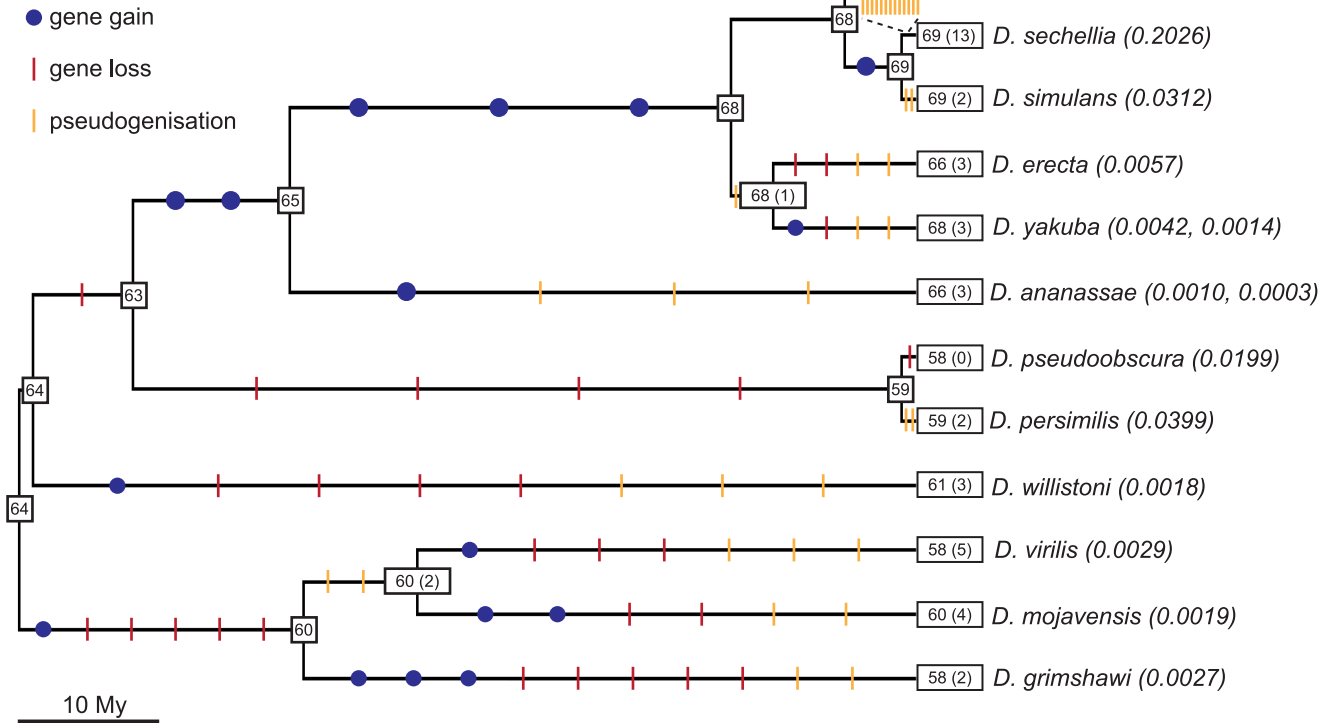 gene gain
gene loss
pseudogenisation
68
69 (13) D. sechellia (0.2026)
69
69 (2) D. simulans (0.0312)
68
66 (3) D. erecta (0.0057)
68 (1)
68 (3) D. yakuba (0.0042, 0.0014)
65
66 (3) D. ananassae (0.0010, 0.0003)
63
58 (0) D. pseudoobscura (0.0199)
64
59
59 (2) D. persimilis (0.0399)
61 (3) D. willistoni (0.0018)
64
58 (5) D. virilis (0.0029)
60 (2)
60 (4) D. mojavensis (0.0019)
60
58 (2) D. grimshawi (0.0027)
10 My